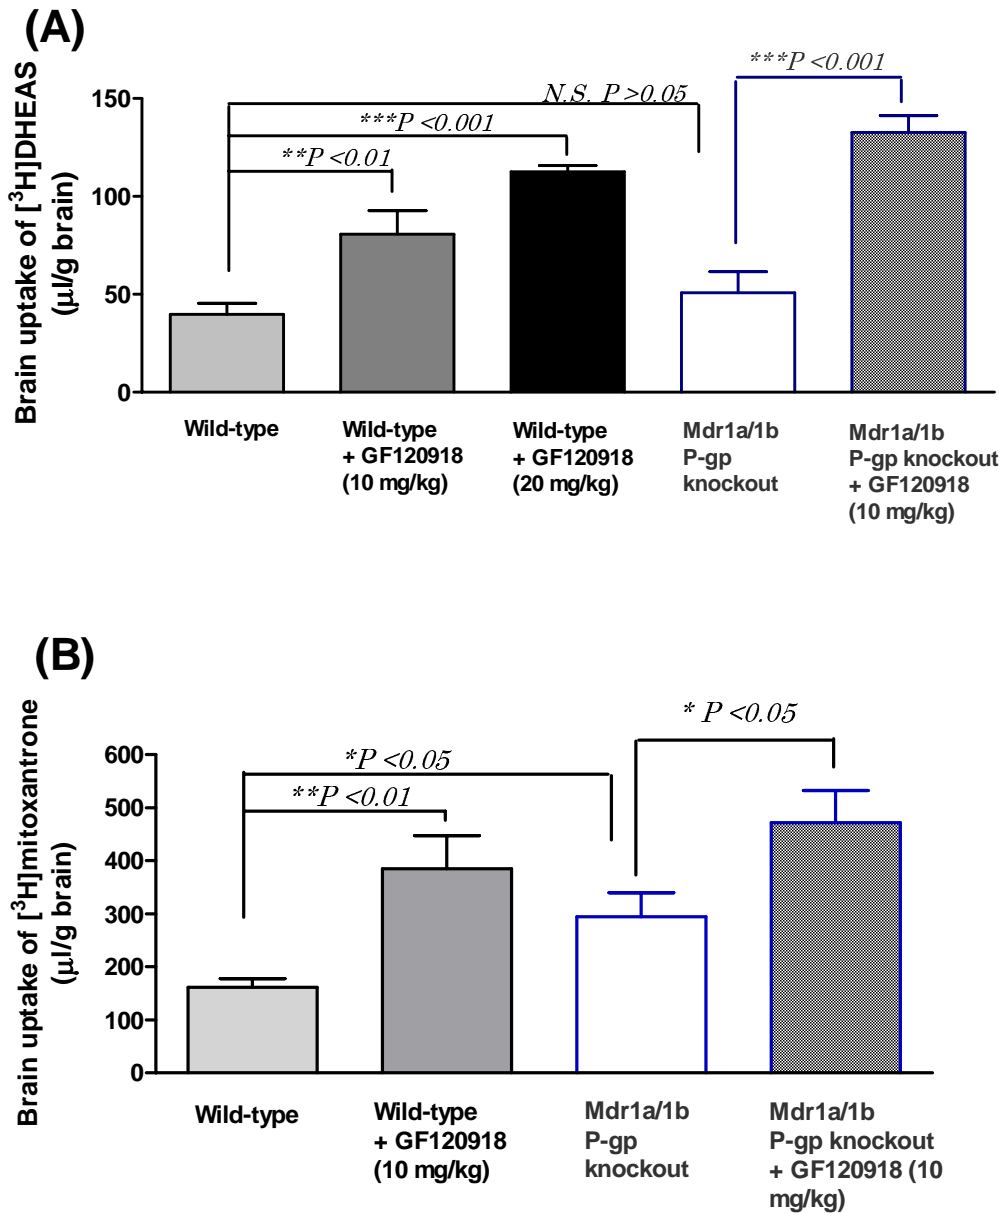 (A)
Brain uptake of [³H]DHEAS
(µl/g brain)
150
100
50
0
***P <0.001
N.S. P >0.05
***P <0.001
**P <0.01
Wild-type
Wild-type
+ GF120918
(10 mg/kg)
Wild-type
+ GF120918
(20 mg/kg)
Mdr1a/1b
P-gp
knockout
Mdr1a/1b
P-gp knockout
+ GF120918
(10 mg/kg)
(B)
Brain uptake of [³H]mitoxantrone
(µl/g brain)
600
500
400
300
200
100
0
* P <0.05
*P <0.05
**P <0.01
Wild-type
Wild-type
+ GF120918
(10 mg/kg)
Mdr1a/1b
P-gp
knockout
Mdr1a/1b
P-gp knockout
+ GF120918 (10
mg/kg)